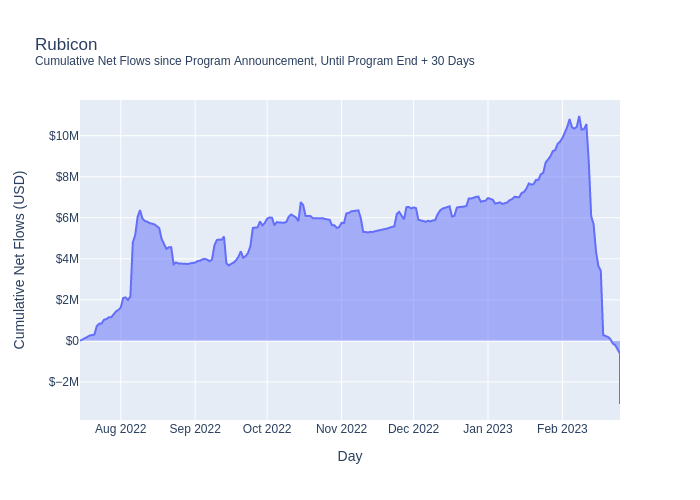 Rubicon
Cumulative Net Flows since Program Announcement, Until Program End + 30 Days
Cumulative Net Flows (USD)
$10M
$8M
$6M
$4M
$2M
$0
$−2M
Aug 2022 Sep 2022 Oct 2022 Nov 2022 Dec 2022 Jan 2023 Feb 2023
Day